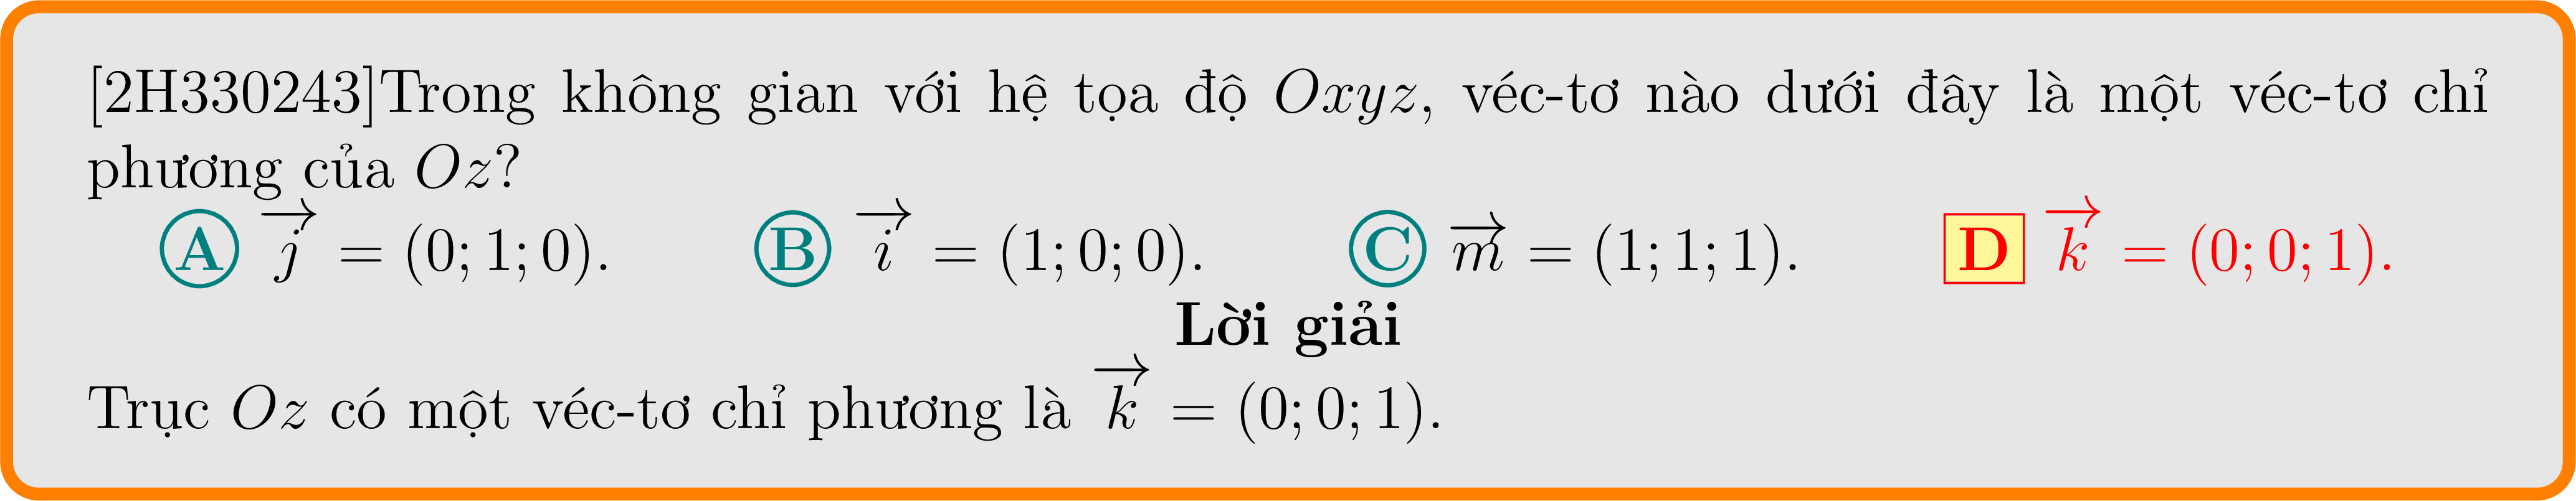 [2H330243]Trong không gian với hệ tọa độ Oxyz, véc-tơ nào dưới đây là một véc-tơ chỉ
phương của Oz?
A $\overrightarrow{j} = (0; 1; 0).$ B $\overrightarrow{i} = (1; 0; 0).$ C $\overrightarrow{m} = (1; 1; 1).$ D $\overrightarrow{k} = (0; 0; 1).$
Lời giải
Trục Oz có một véc-tơ chỉ phương là $\overrightarrow{k} = (0; 0; 1).$